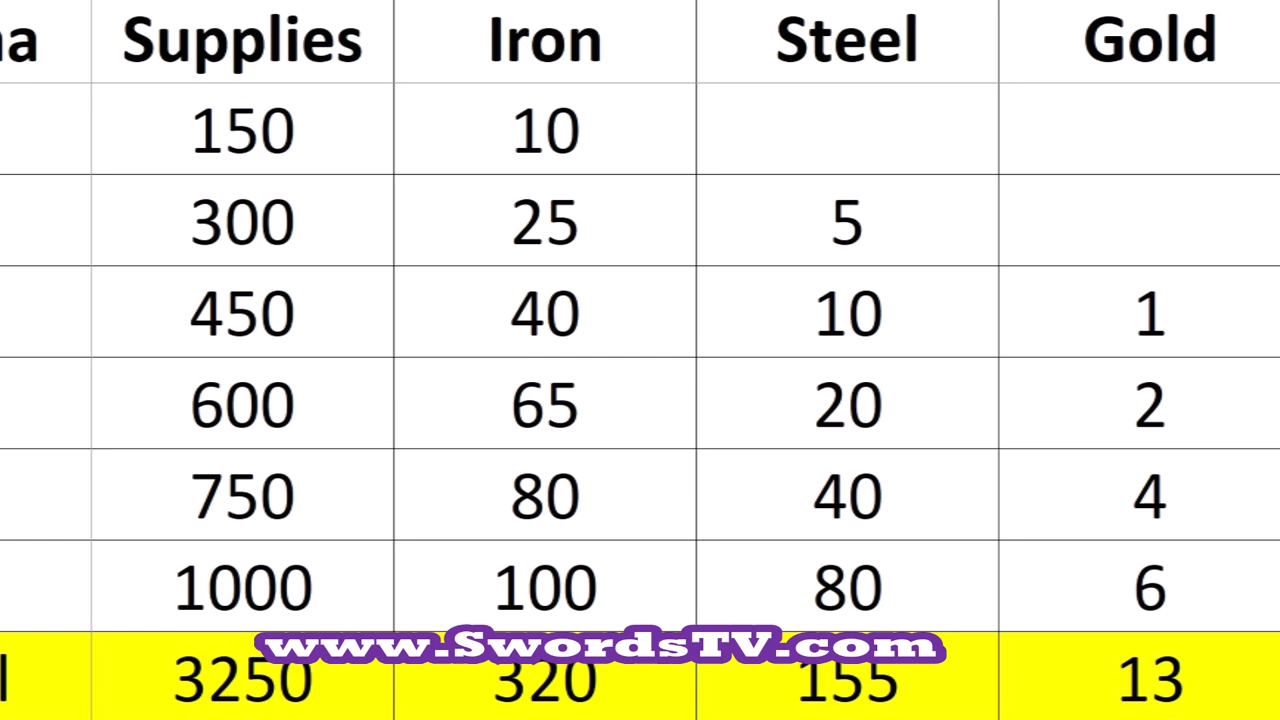 Supplies Iron Steel Gold
150 10
300 25 5
450 40 10 1
600 65 20 2
750 80 40 4
1000 100 80 6
www.SwordsTV.com
3250 320 155 13